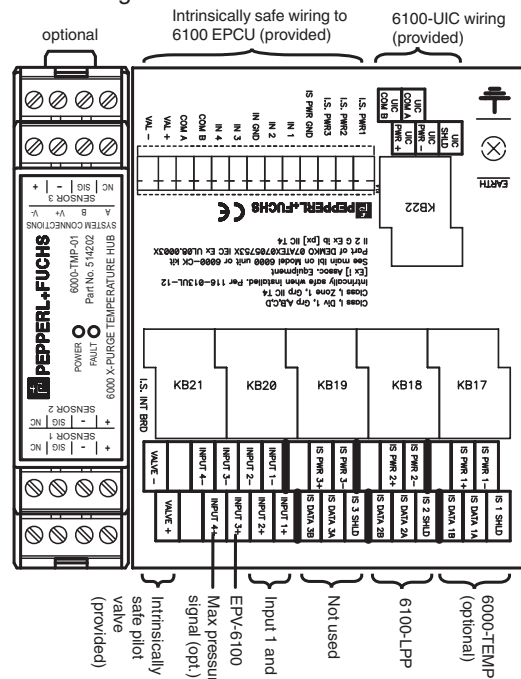 optional
Intrinsically safe wiring to
6100 EPCU (provided)
6100-UIC wiring
(provided)
NC | SIG | - | +
SENSOR 3
A B V+ V-
SYSTEM CONNECTIONS
6000-TMP-01
Part No. 514202
PEPPERL+FUCHS
POWER
FAULT
6000 X-PURGE TEMPERATURE HUB
SENSOR 2
NC | SIG | - | +
SENSOR 1
NC | SIG | - | +
VAL -
VAL +
COM A
COM B
IN 4
IN 3
IN GND
IN 2
IN 1
IS PWR GND
I.S. PWR3
I.S. PWR2
I.S. PWR1
UIC COM B
UIC COM A
UIC PWR +
UIC PWR -
UIC SHLD
EARTH
KB22
PEPPERL+FUCHS CE
Class I, Div 1, Grp A,B,C,D
Class I, Zone 1, Grp IIC T4
Intrinsically safe when installed. Per 116-013UL-12
[Ex i] Assoc. Equipment
See main lbl on Model 6000 unit or 6000-CH kit CK
Part of DEMKO 07ATEX0705753X IEC Ex UL08.0003X
II 2 G Ex ib [px] IIC T4
I.S. INT BRD
KB21
KB20
KB19
KB18
KB17
VALVE -
INPUT 4-
INPUT 3-
INPUT 2-
INPUT 1-
IS PWR 3+
IS PWR 3-
IS PWR 2+
IS PWR 2-
IS PWR 1+
IS PWR 1-
VALVE +
INPUT 4+
INPUT 3+
INPUT 2+
INPUT 1+
IS DATA 3B
IS DATA 3A
IS 3 SHLD
IS DATA 2B
IS DATA 2A
IS 2 SHLD
IS DATA 1B
IS DATA 1A
IS 1 SHLD
Intrinsically
safe pilot
valve
(provided)
Max pressure
signal (opt.)
EPV-6100
Input 1 and
Not used
6100-LPP
6000-TEMP
(optional)